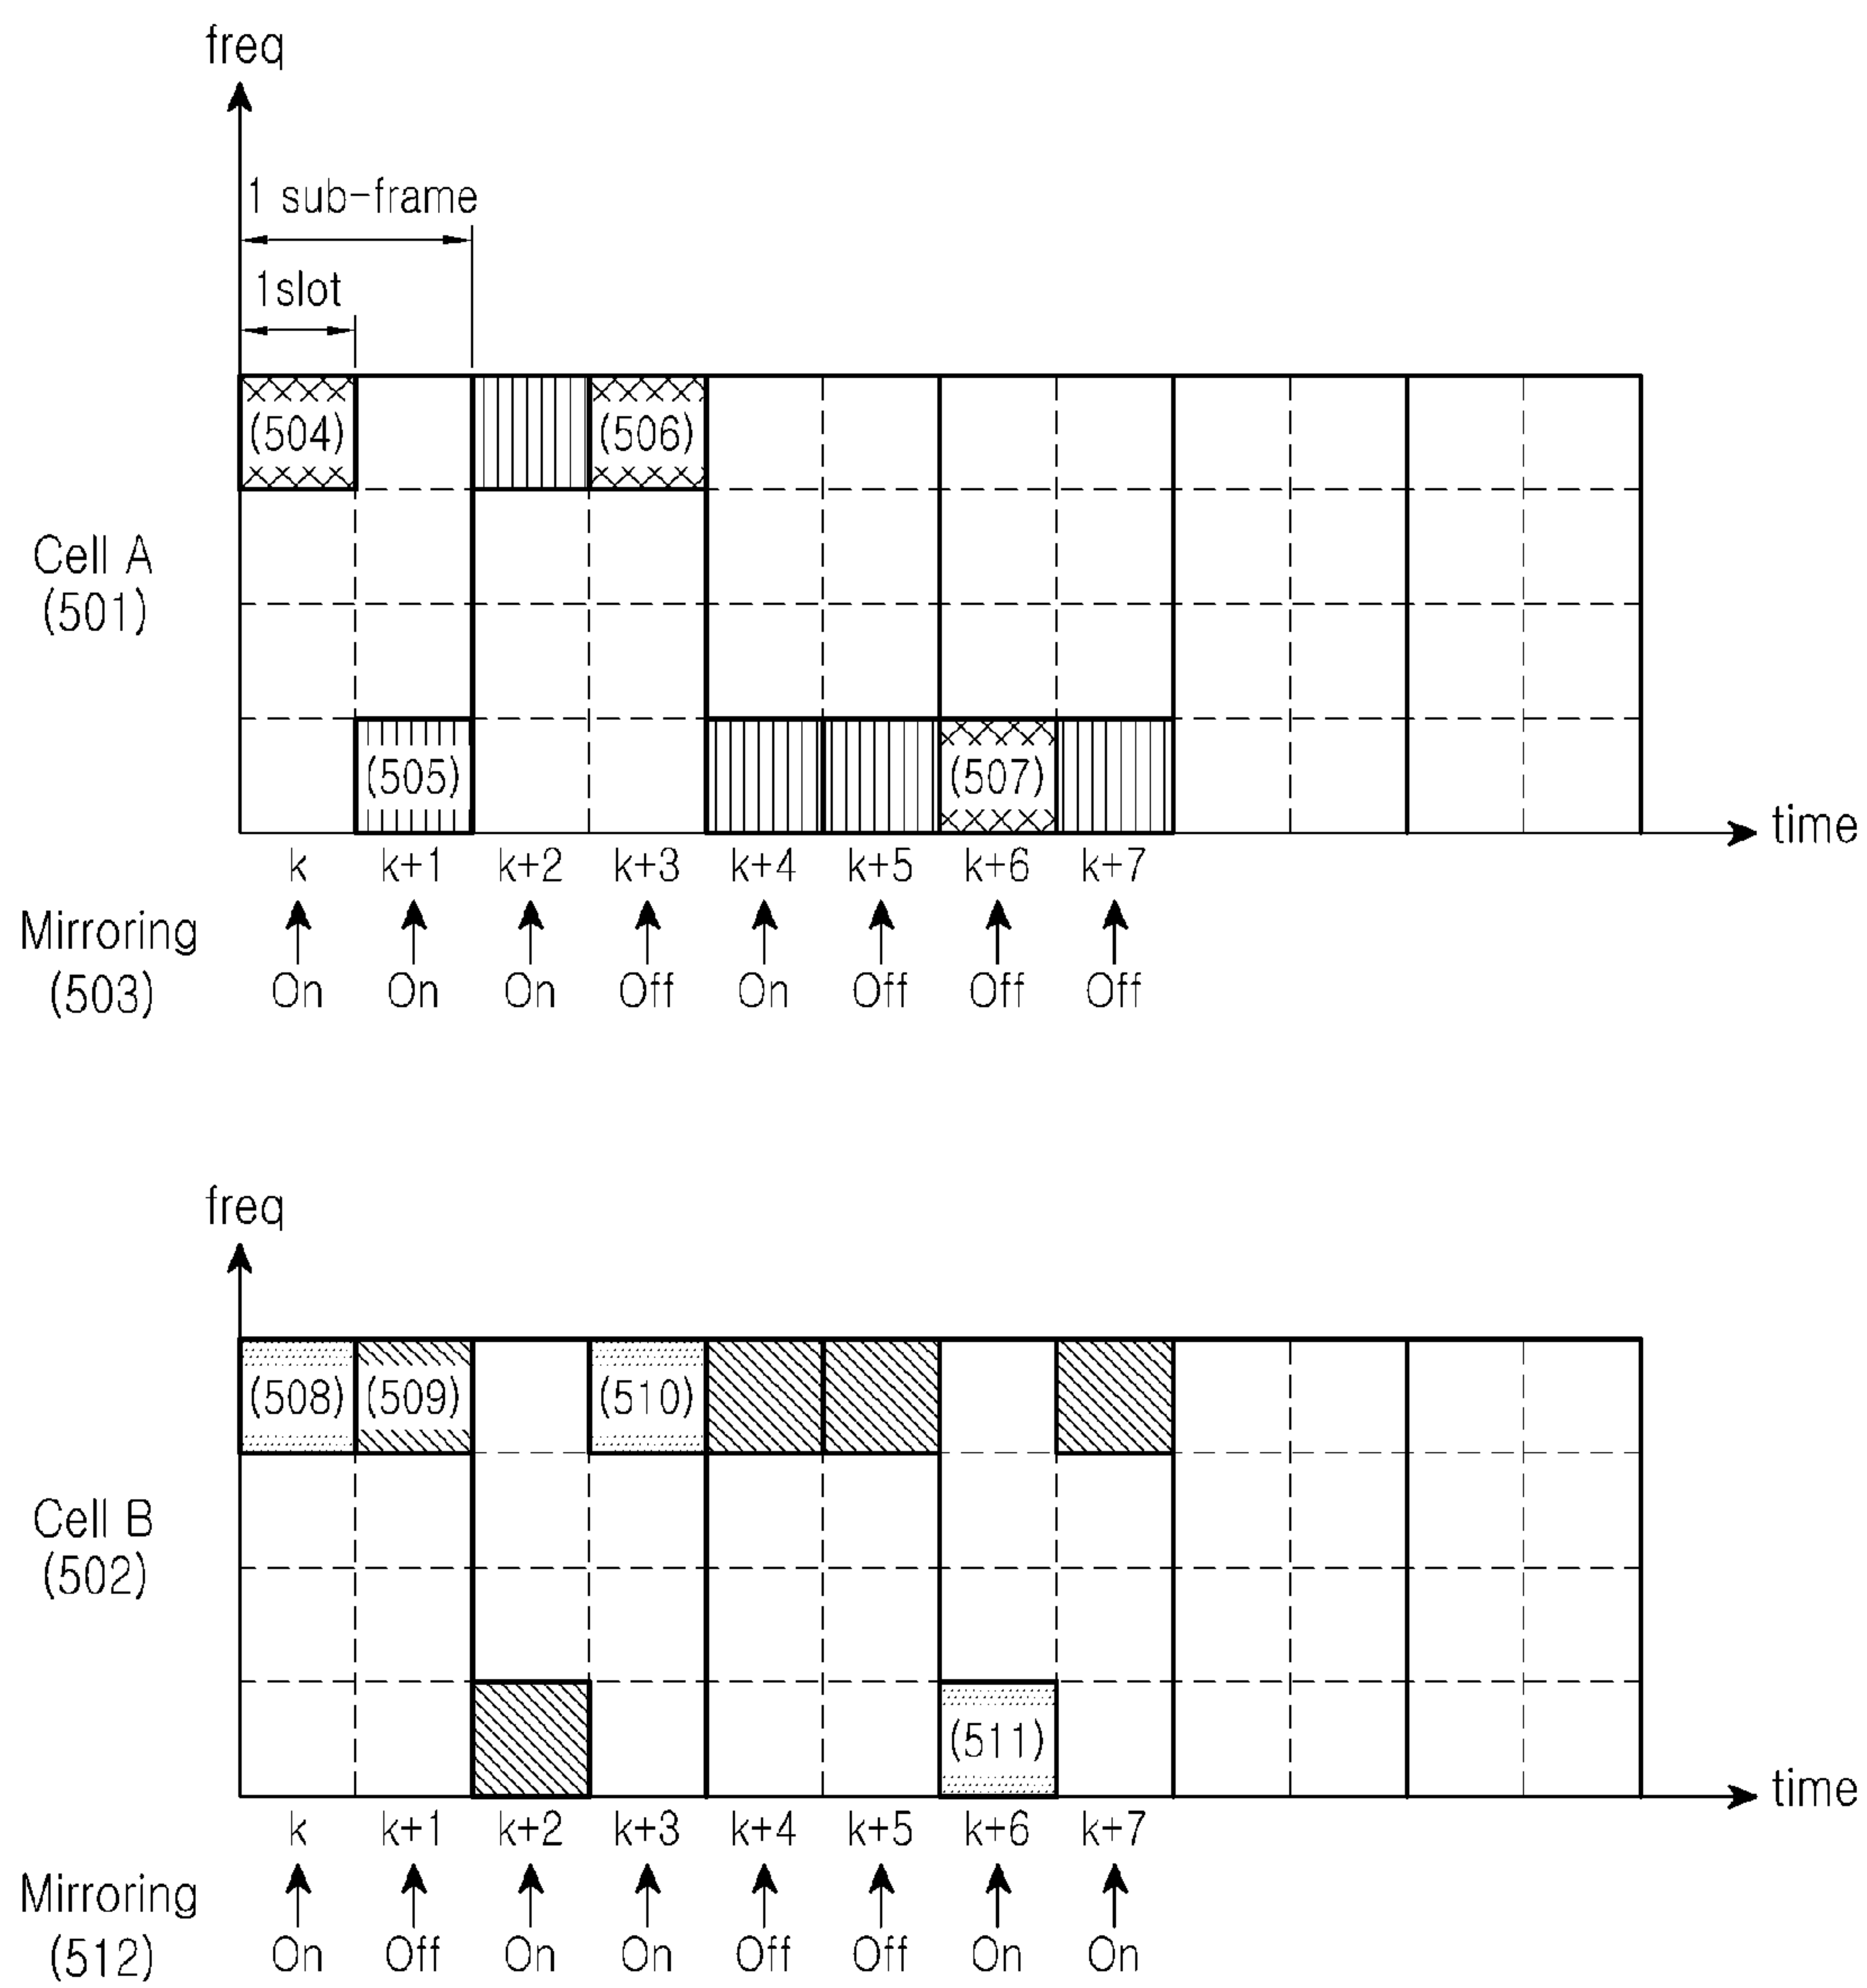 freq
1 sub-frame
1slot
(504)
(506)
Cell A
(501)
(505)
(507)
time
k k+1 k+2 k+3 k+4 k+5 k+6 k+7
Mirroring
(503)
On On On Off On Off Off Off
freq
(508) (509) (510)
Cell B
(502)
(511)
time
k k+1 k+2 k+3 k+4 k+5 k+6 k+7
Mirroring
(512)
On Off On On Off Off On On